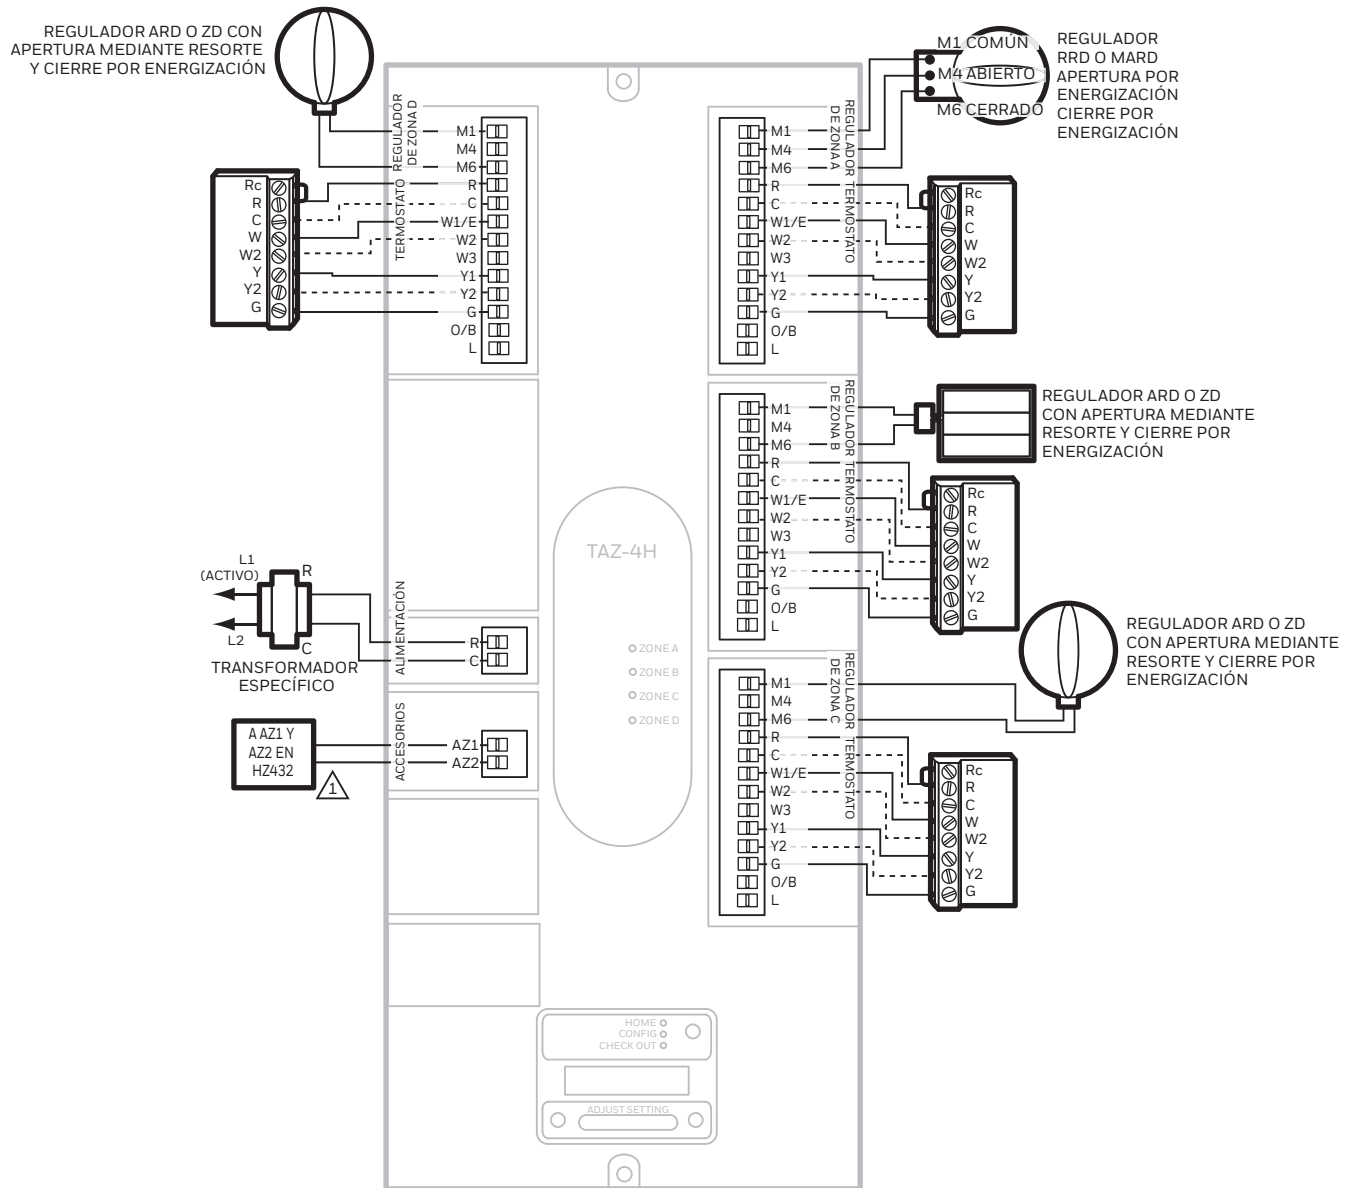 REGULADOR ARD O ZD CON
APERTURA MEDIANTE RESORTE
Y CIERRE POR ENERGIZACIÓN
M1 COMÚN
M4 ABIERTO
M6 CERRADO
REGULADOR
RRD O MARD
APERTURA POR
ENERGIZACIÓN
CIERRE POR
ENERGIZACIÓN
REGULADOR
DE ZONA D
TERMOSTATO
M1
M4
M6
R
C
W1/E
W2
W3
Y1
Y2
G
O/B
L
Rc
R
C
W
W2
Y
Y2
G
REGULADOR
DE ZONA A
TERMOSTATO
M1
M4
M6
R
C
W1/E
W2
W3
Y1
Y2
G
O/B
L
Rc
R
C
W
W2
Y
Y2
G
REGULADOR
DE ZONA B
TERMOSTATO
M1
M4
M6
R
C
W1/E
W2
W3
Y1
Y2
G
O/B
L
REGULADOR ARD O ZD
CON APERTURA MEDIANTE
RESORTE Y CIERRE POR
ENERGIZACIÓN
Rc
R
C
W
W2
Y
Y2
G
TAZ-4H
L1
(ACTIVO)
L2
R
C
TRANSFORMADOR
ESPECÍFICO
ALIMENTACIÓN
R
C
ZONE A
ZONE B
ZONE C
ZONE D
REGULADOR ARD O ZD
CON APERTURA MEDIANTE
RESORTE Y CIERRE POR
ENERGIZACIÓN
REGULADOR
DE ZONA C
TERMOSTATO
M1
M4
M6
R
C
W1/E
W2
W3
Y1
Y2
G
O/B
L
Rc
R
C
W
W2
Y
Y2
G
A AZ1 Y
AZ2 EN
HZ432
1
ACCESORIOS
AZ1
AZ2
HOME
CONFIG
CHECK OUT
ADJUST SETTING